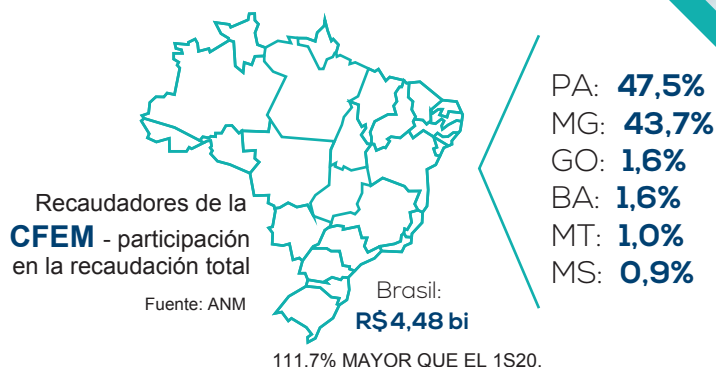 Recaudadores de la
CFEM - participación
en la recaudación total
Fuente: ANM
Brasil:
R$4,48 bi
111,7% MAYOR QUE EL 1S20.
PA: 47,5%
MG: 43,7%
GO: 1,6%
BA: 1,6%
MT: 1,0%
MS: 0,9%